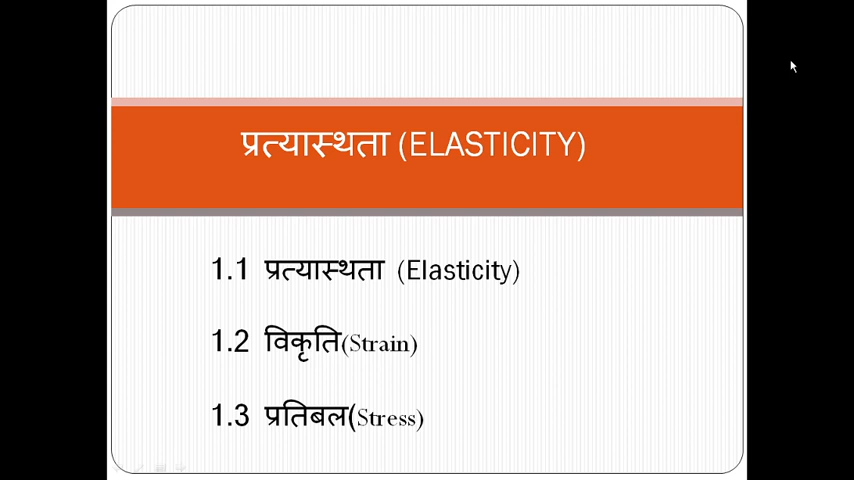 प्रत्यास्थता (ELASTICITY)
1.1 प्रत्यास्थता (Elasticity)
1.2 विकृति(Strain)
1.3 प्रतिबल(Stress)